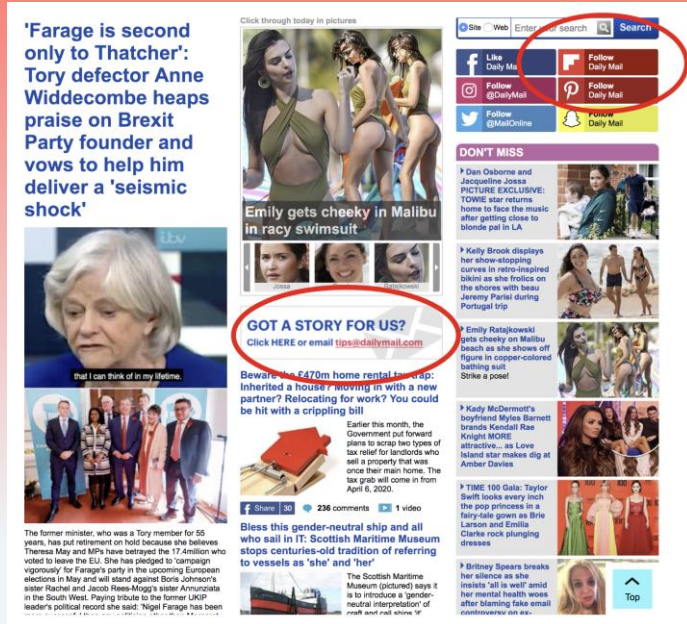 'Farage is second
only to Thatcher':
Tory defector Anne
Widdecombe heaps
praise on Brexit
Party founder and
vows to help him
deliver a 'seismic
shock'
itv
that I can think of in my lifetime.
The former minister, who was a Tory member for 55
years, has put retirement on hold because she believes
Theresa May and MPs have betrayed the 17.4million who
voted to leave the EU. She has pledged to 'campaign
vigorously' for Farage's party in the upcoming European
elections in May and will stand against Boris Johnson's
sister Rachel and Jacob Rees-Mogg's sister Annunziata
in the South West. Paying tribute to the former UKIP
leader's political record she said: 'Nigel Farage has been
Click through today in pictures
Emily gets cheeky in Malibu
in racy swimsuit
Jossa
Ratajkowski
GOT A STORY FOR US?
Click HERE or email tips@dailymail.com
Beware the £470m home rental tax trap:
Inherited a house? Moving in with a new
partner? Relocating for work? You could
be hit with a crippling bill
Earlier this month, the
Government put forward
plans to scrap two types of
tax relief for landlords who
sell a property that was
once their main home. The
tax grab will come in from
April 6, 2020.
Share 30 236 comments 1 video
Bless this gender-neutral ship and all
who sail in IT: Scottish Maritime Museum
stops centuries-old tradition of referring
to vessels as 'she' and 'her'
The Scottish Maritime
Museum (pictured) says it
is to introduce a 'gender-
neutral interpretation' of
craft and call ships 'it'
Site Web Enter your search Search
Like
Daily Mail
Follow
Daily Mail
Follow
@DailyMail
Follow
Daily Mail
Follow
@MailOnline
Follow
Daily Mail
DON'T MISS
Dan Osborne and
Jacqueline Jossa
PICTURE EXCLUSIVE:
TOWIE star returns
home to face the music
after getting close to
blonde pal in LA
Kelly Brook displays
her show-stopping
curves in retro-inspired
bikini as she frolics on
the shores with beau
Jeremy Parisi during
Portugal trip
Emily Ratajkowski
gets cheeky on Malibu
beach as she shows off
figure in copper-colored
bathing suit
Strike a pose!
Kady McDermott's
boyfriend Myles Barnett
brands Kendall Rae
Knight MORE
attractive... as Love
Island star makes dig at
Amber Davies
TIME 100 Gala: Taylor
Swift looks every inch
the pop princess in a
fairy-tale gown as Brie
Larson and Emilia
Clarke rock plunging
dresses
Britney Spears breaks
her silence as she
insists 'all is well' amid
her mental health woes
after blaming fake email
controversy on ex-
Top